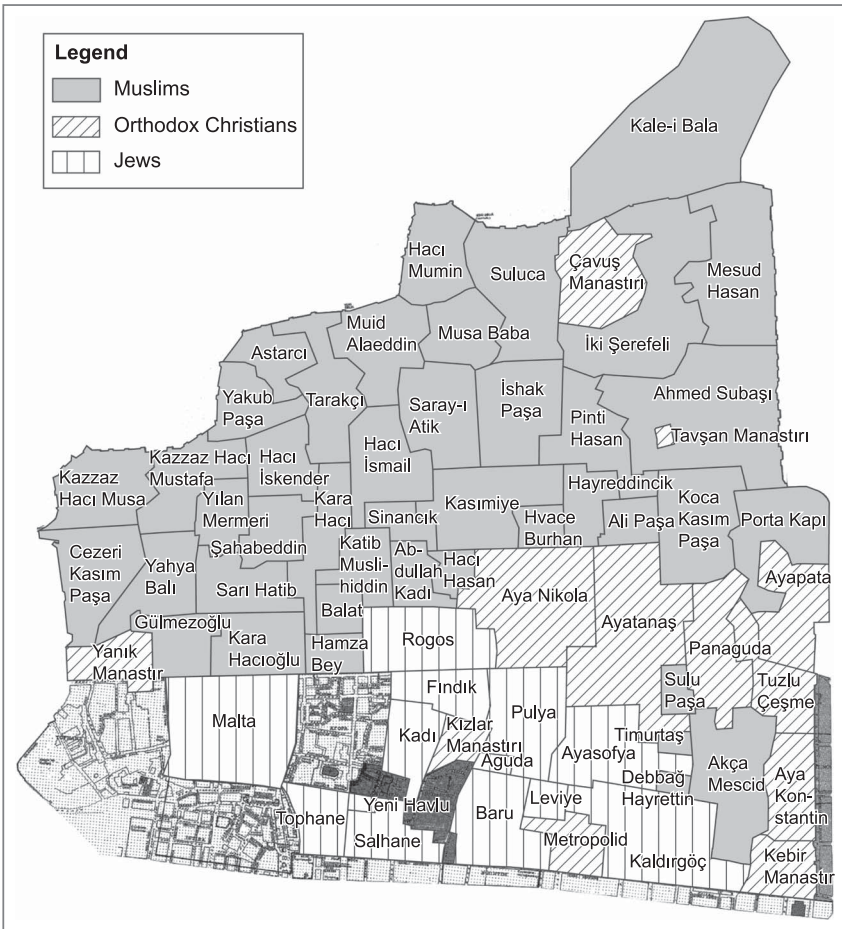 Legend
Muslims
Orthodox Christians
Jews
Kale-i Bala
Hacı
Mumin
Suluca
Çavuş
Manastırı
Mesud
Hasan
Muid
Alaeddin
Musa Baba
İki Şerefeli
Astarcı
Yakub
Paşa
Tarakçı
Saray-ı
Atik
İshak
Paşa
Pinti
Hasan
Ahmed Subaşı
Tavşan Manastırı
Kazzaz
Hacı Musa
Kazzaz Hacı
Mustafa
Hacı
İskender
Hacı
İsmail
Yılan
Mermeri
Kara
Hacı
Sinancık
Kasımiye
Hayreddincik
Hvace
Burhan
Ali Paşa
Koca
Kasım
Paşa
Porta Kapı
Cezeri
Kasım
Paşa
Yahya
Balı
Şahabeddin
Sarı Hatib
Katib
Musli-
hiddin
Ab-
dullah
Kadı
Hacı
Hasan
Aya Nikola
Ayatanaş
Ayapata
Panaguda
Balat
Gülmezoğlu
Kara
Hacıoğlu
Hamza
Bey
Rogos
Yanık
Manastır
Malta
Fındık
Kadı
Kızlar
Manastırı
Aguda
Pulya
Sulu
Paşa
Tuzlu
Çeşme
Timurtaş
Ayasofya
Debbağ
Hayrettin
Akça
Mescid
Aya
Kon-
stantin
Tophane
Yeni Havlu
Salhane
Baru
Leviye
Metropolid
Kaldırgöç
Kebir
Manastır